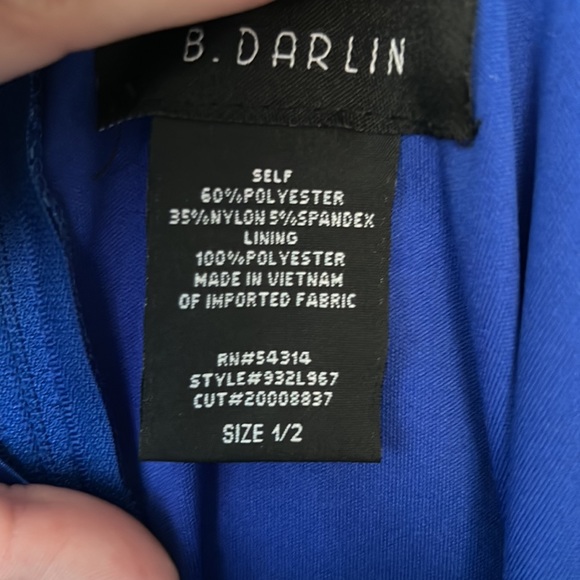 B. DARLIN
SELF
60%POLYESTER
35%NYLON 5%SPANDEX
LINING
100%POLYESTER
MADE IN VIETNAM
OF IMPORTED FABRIC
RN#54314
STYLE#932L967
CUT#20008837
SIZE 1/2